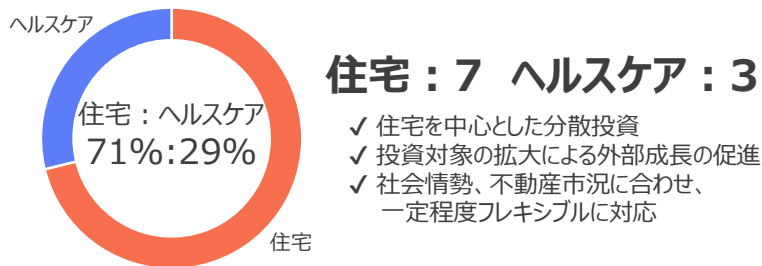 ヘルスケア
住宅：ヘルスケア
71%:29%
住宅
住宅：7 ヘルスケア：3
✓ 住宅を中心とした分散投資
✓ 投資対象の拡大による外部成長の促進
✓ 社会情勢、不動産市況に合わせ、
一定程度フレキシブルに対応